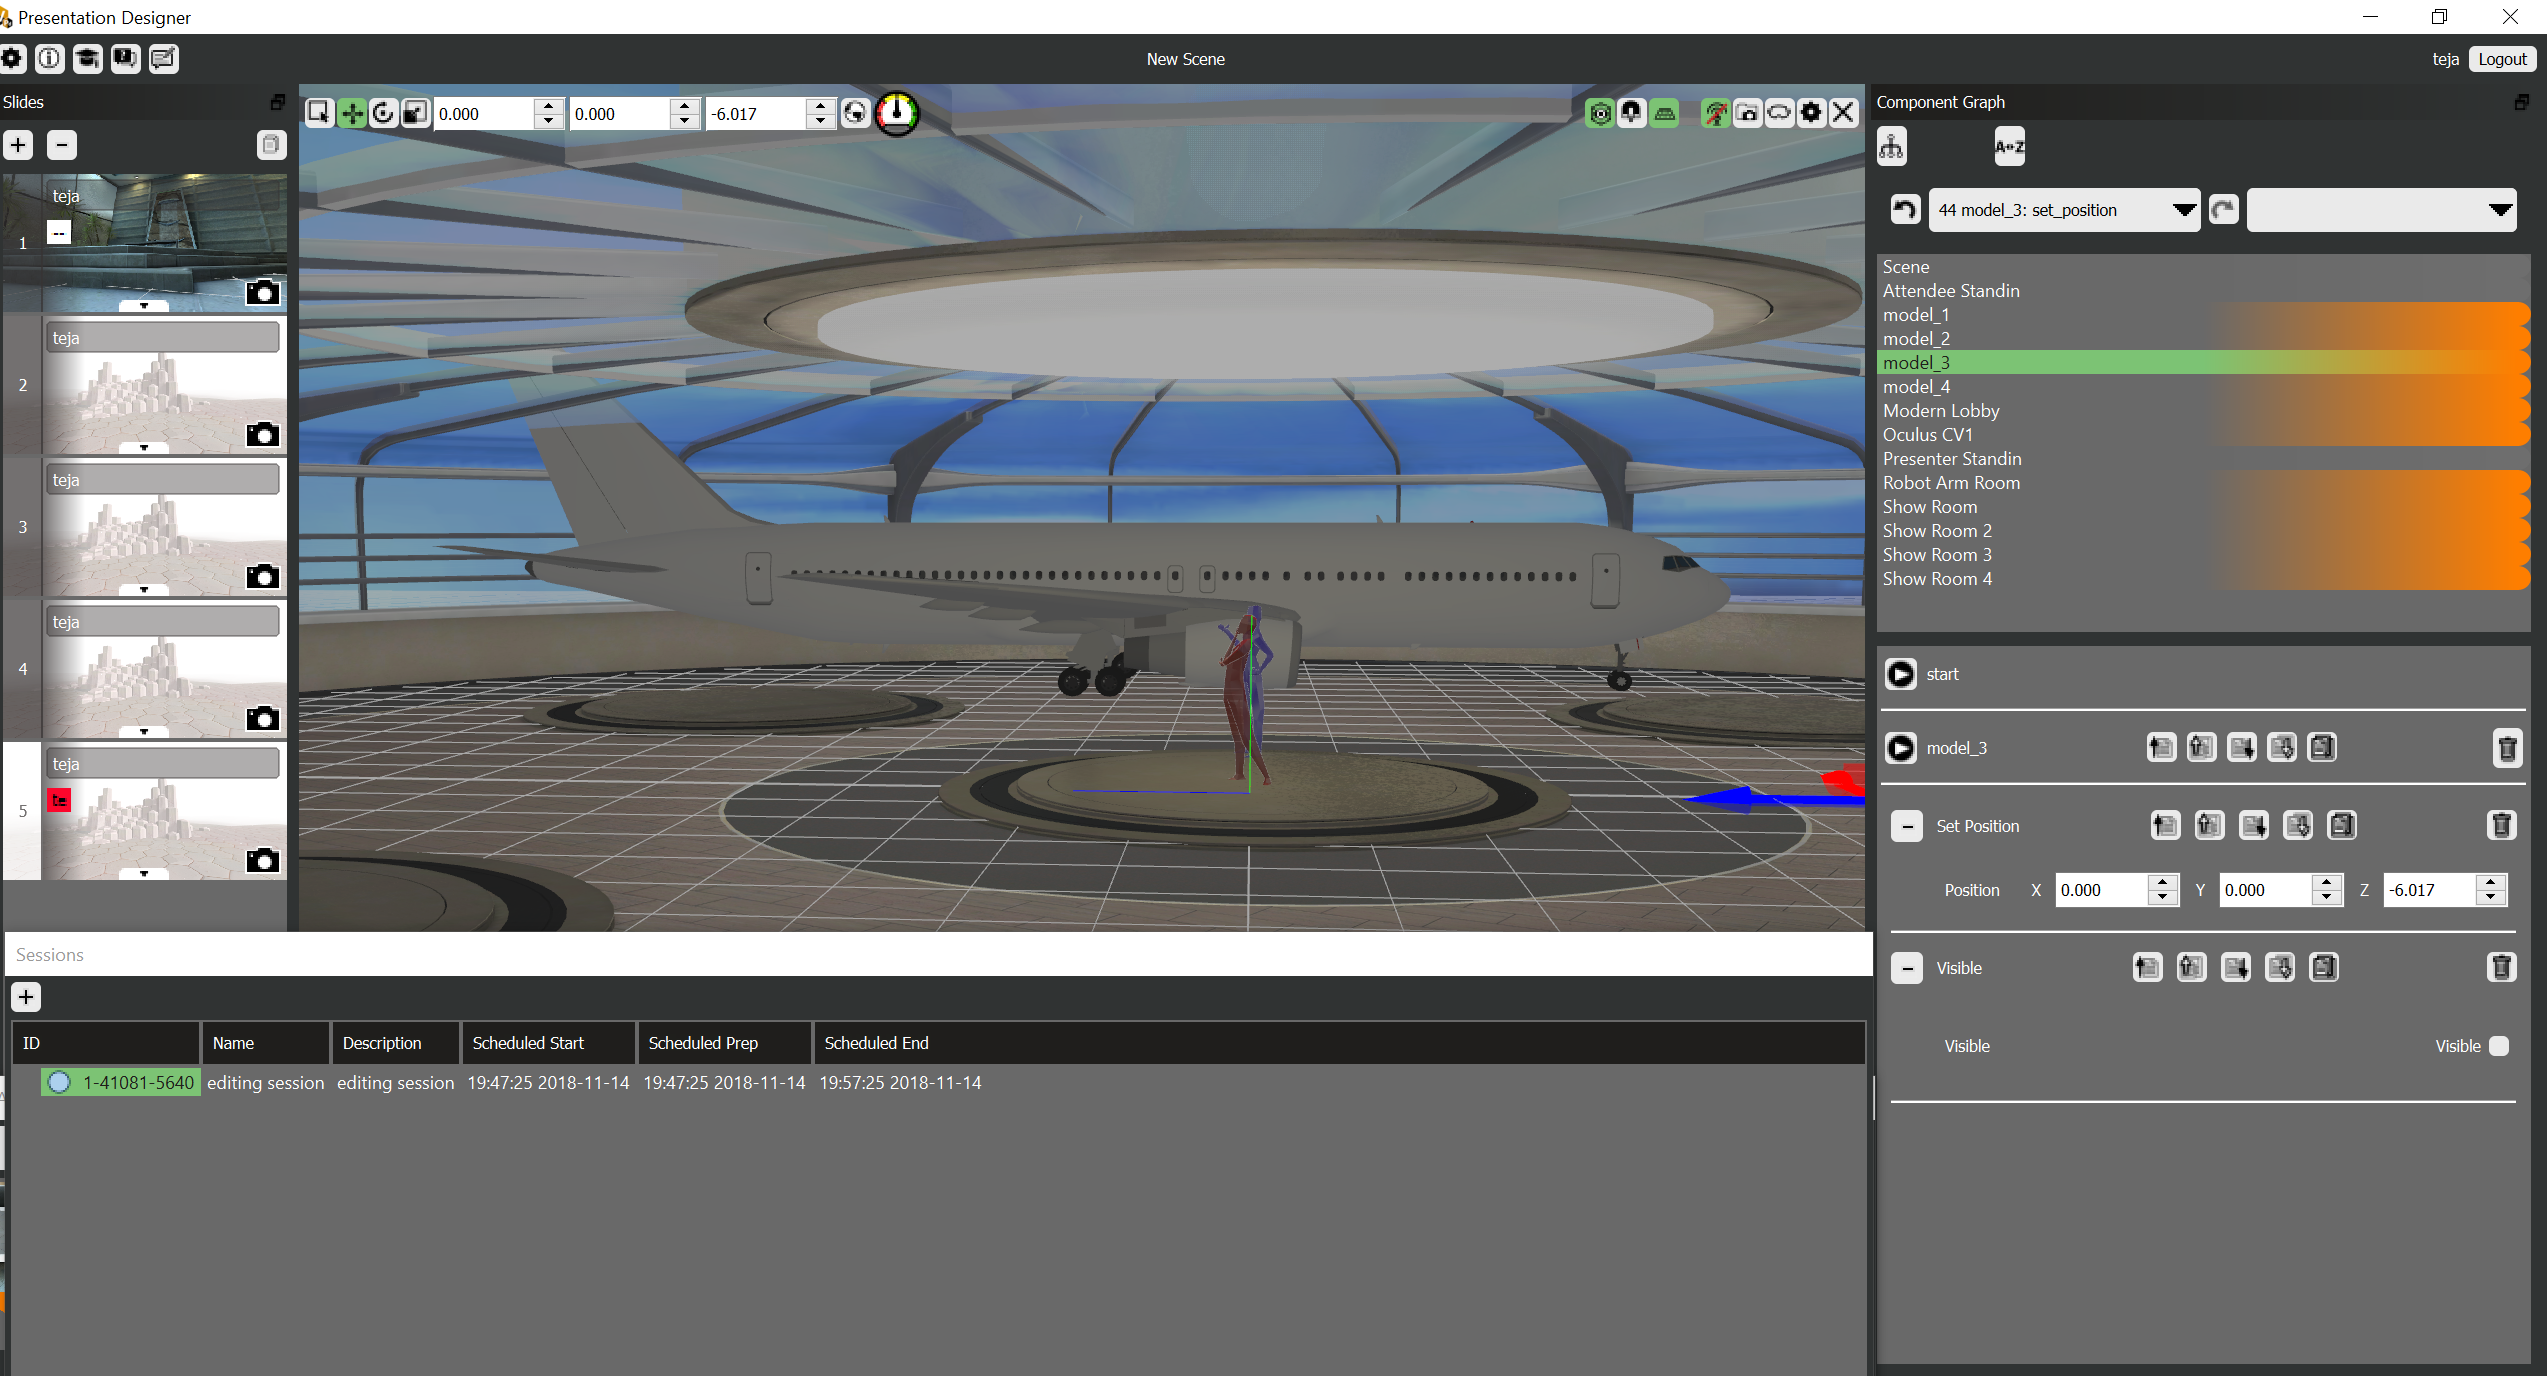 Presentation Designer
New Scene
teja Logout
Slides
0.000 0.000 -6.017
Component Graph
A↔Z
44 model_3: set_position
teja
--
1
teja
2
teja
3
teja
4
teja
te
5
Scene
Attendee Standin
model_1
model_2
model_3
model_4
Modern Lobby
Oculus CV1
Presenter Standin
Robot Arm Room
Show Room
Show Room 2
Show Room 3
Show Room 4
start
model_3
Set Position
Position X 0.000 Y 0.000 Z -6.017
Visible
Visible Visible
Sessions
ID Name Description Scheduled Start Scheduled Prep Scheduled End
1-41081-5640 editing session editing session 19:47:25 2018-11-14 19:47:25 2018-11-14 19:57:25 2018-11-14